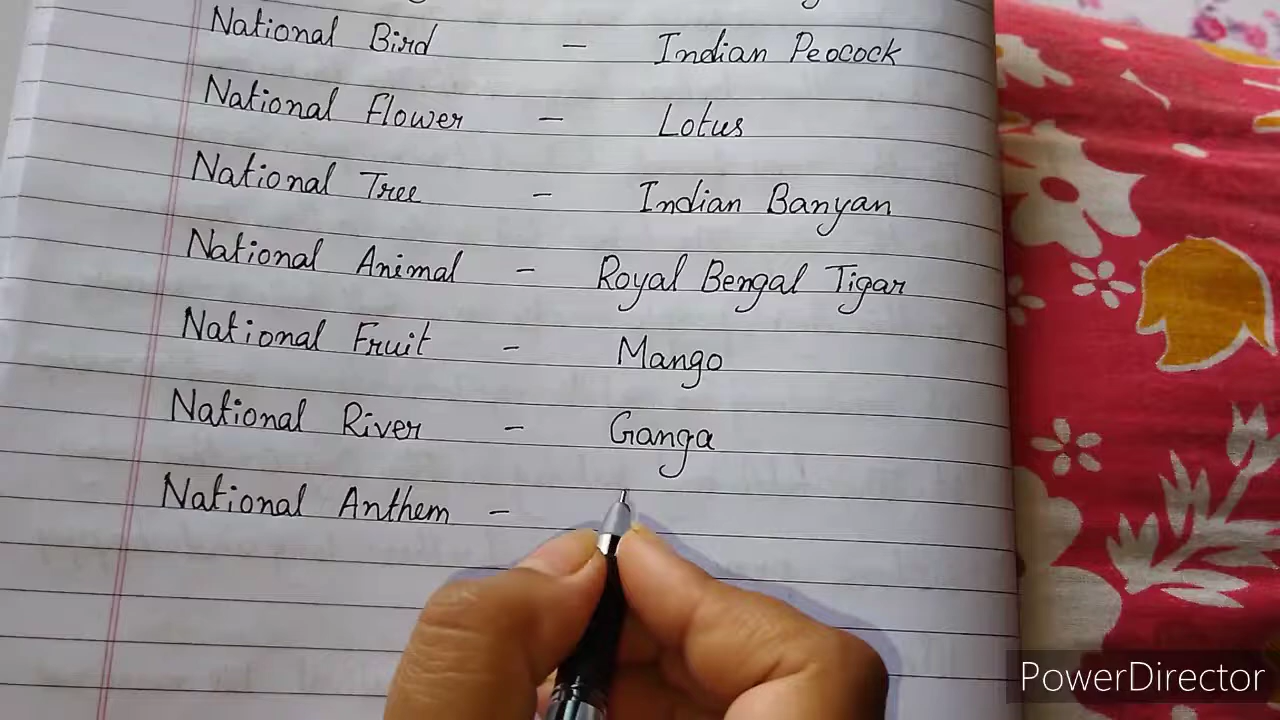 National Bird - Indian Peocock
National Flower - Lotus
National Tree - Indian Banyan
National Animal - Royal Bengal Tigar
National Fruit - Mango
National River - Ganga
National Anthem -
PowerDirector